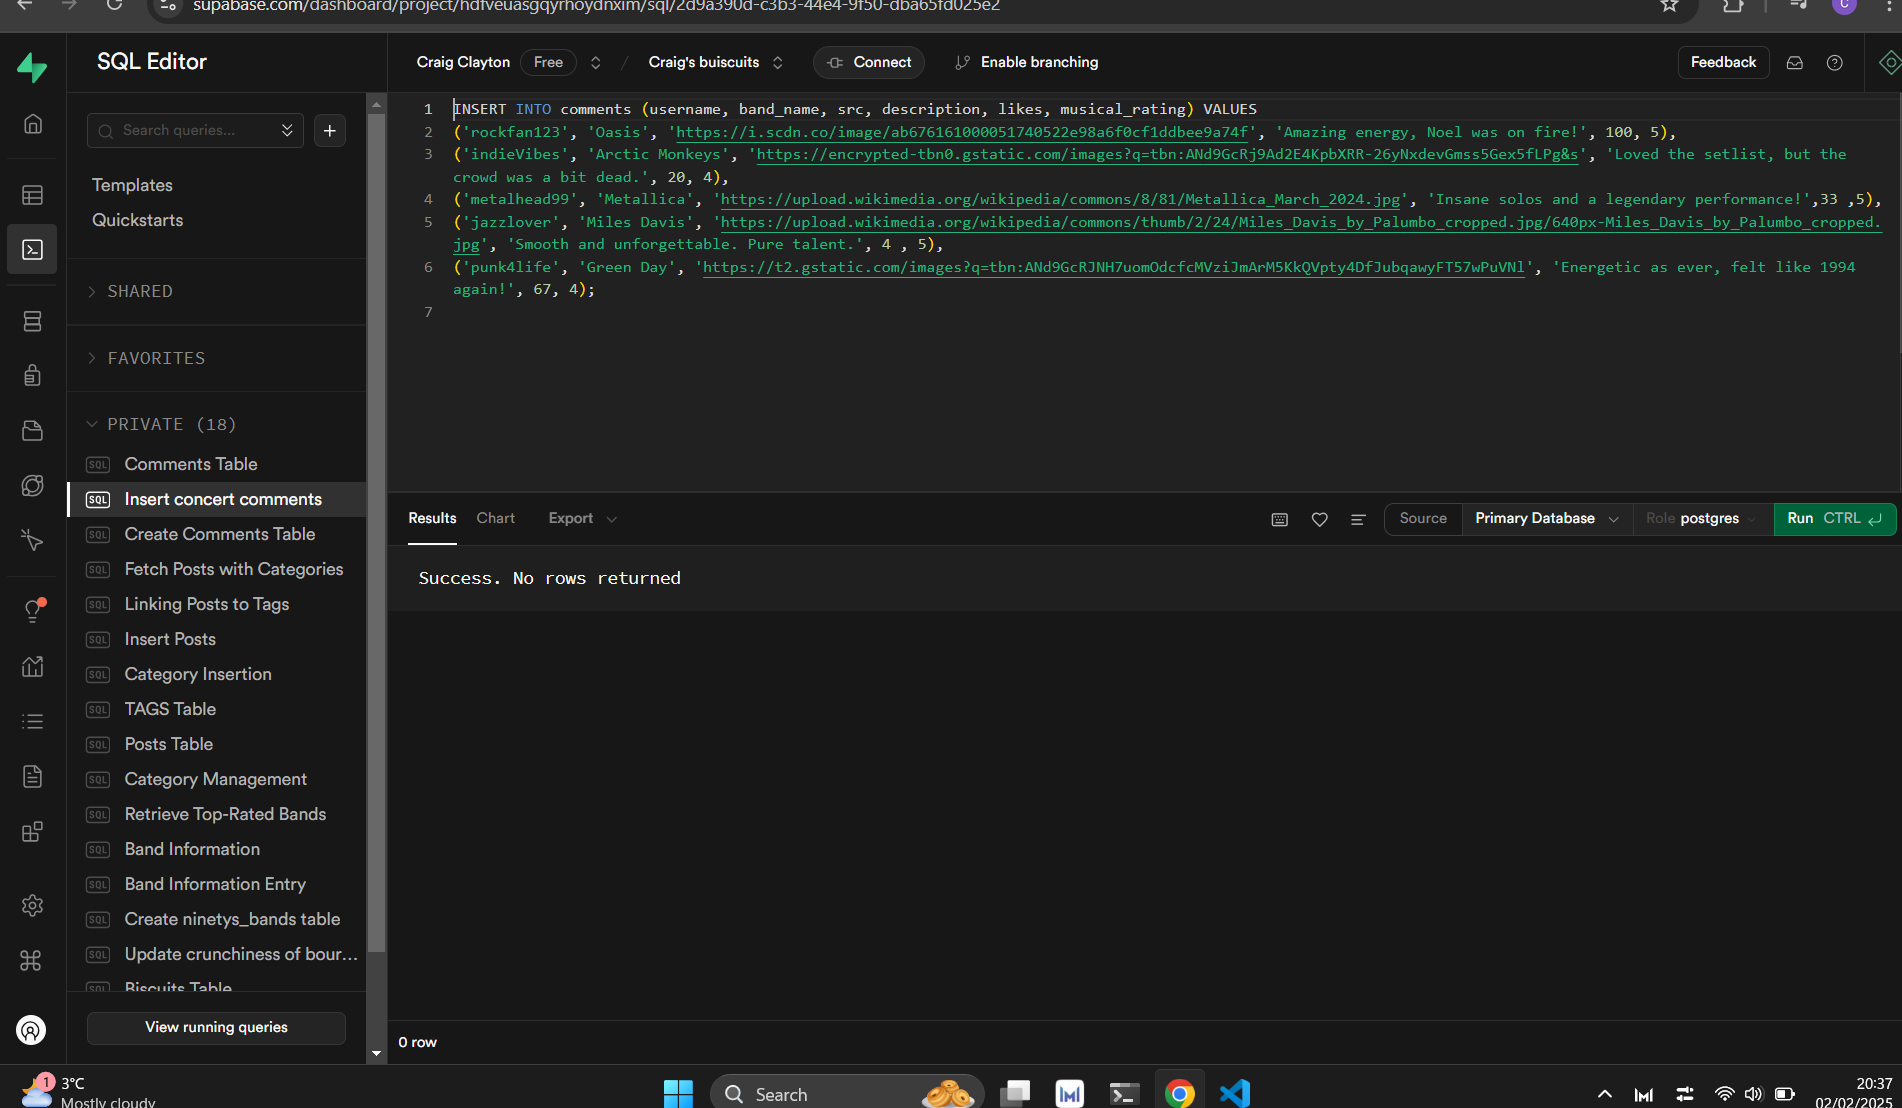 supabase.com/dashboard/project/hdfveuasgqyrhoydnxim/sql/2d9a390d-c3b3-44e4-9f50-dba65fd025e2
C
SQL Editor
Craig Clayton Free / Craig's buiscuits Connect Enable branching Feedback
Search queries...
Templates
Quickstarts
SHARED
FAVORITES
PRIVATE (18)
SQL Comments Table
SQL Insert concert comments
SQL Create Comments Table
SQL Fetch Posts with Categories
SQL Linking Posts to Tags
SQL Insert Posts
SQL Category Insertion
SQL TAGS Table
SQL Posts Table
SQL Category Management
SQL Retrieve Top-Rated Bands
SQL Band Information
SQL Band Information Entry
SQL Create ninetys_bands table
SQL Update crunchiness of bour...
SQL Biscuits Table
View running queries
1 INSERT INTO comments (username, band_name, src, description, likes, musical_rating) VALUES
2 ('rockfan123', 'Oasis', 'https://i.scdn.co/image/ab676161000051740522e98a6f0cf1ddbee9a74f', 'Amazing energy, Noel was on fire!', 100, 5),
3 ('indieVibes', 'Arctic Monkeys', 'https://encrypted-tbn0.gstatic.com/images?q=tbn:ANd9GcRj9Ad2E4KpbXRR-26yNxdevGmss5Gex5fLPg&s', 'Loved the setlist, but the
crowd was a bit dead.', 20, 4),
4 ('metalhead99', 'Metallica', 'https://upload.wikimedia.org/wikipedia/commons/8/81/Metallica_March_2024.jpg', 'Insane solos and a legendary performance!',33 ,5),
5 ('jazzlover', 'Miles Davis', 'https://upload.wikimedia.org/wikipedia/commons/thumb/2/24/Miles_Davis_by_Palumbo_cropped.jpg/640px-Miles_Davis_by_Palumbo_cropped.
jpg', 'Smooth and unforgettable. Pure talent.', 4 , 5),
6 ('punk4life', 'Green Day', 'https://t2.gstatic.com/images?q=tbn:ANd9GcRJNH7uomOdcfcMVziJmArM5KkQVpty4DfJubqawyFT57wPuVNl', 'Energetic as ever, felt like 1994
again!', 67, 4);
7
Results Chart Export Source Primary Database Role postgres Run CTRL
Success. No rows returned
0 row
1 3°C
Mostly cloudy
Search
20:37
02/02/2025